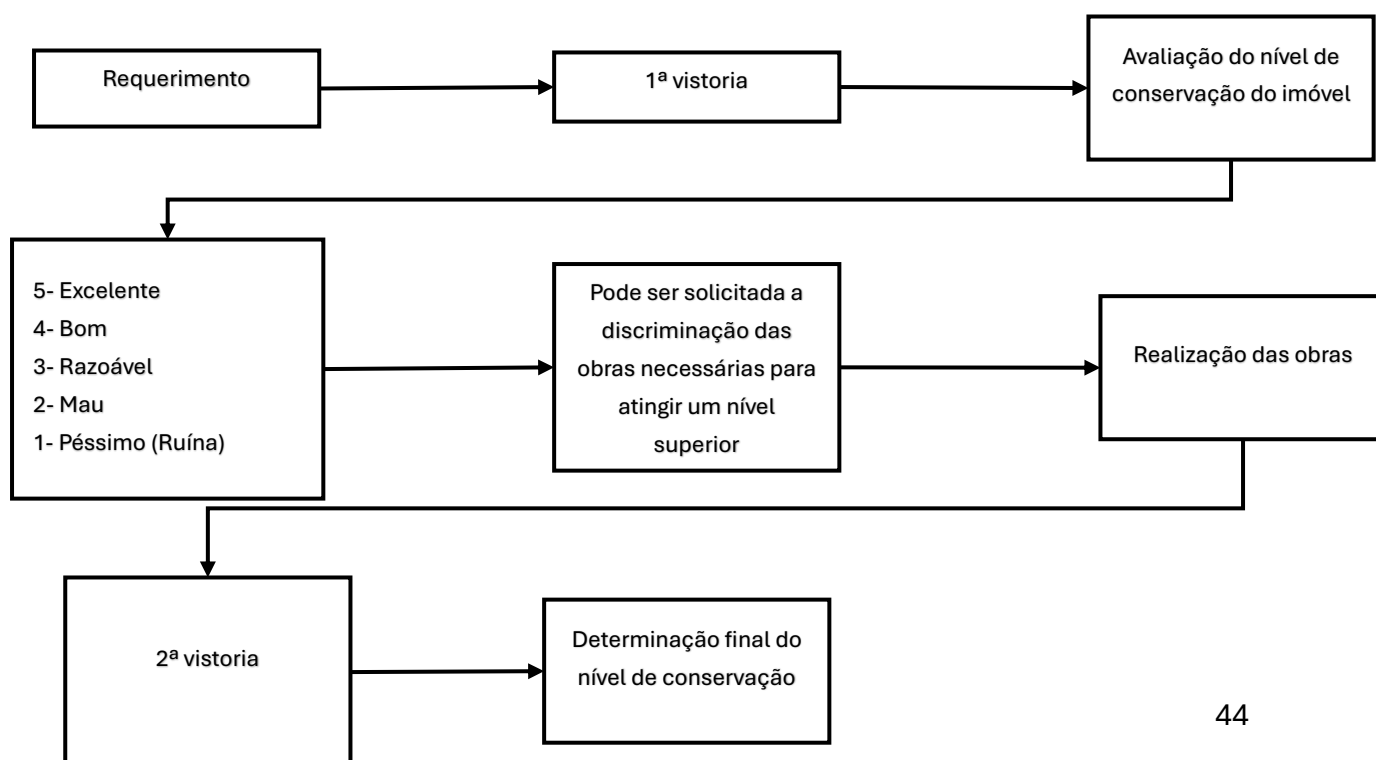 Requerimento
1ª vistoria
Avaliação do nível de
conservação do imóvel
5- Excelente
4- Bom
3- Razoável
2- Mau
1- Péssimo (Ruína)
Pode ser solicitada a
discriminação das
obras necessárias para
atingir um nível
superior
Realização das obras
2ª vistoria
Determinação final do
nível de conservação
44